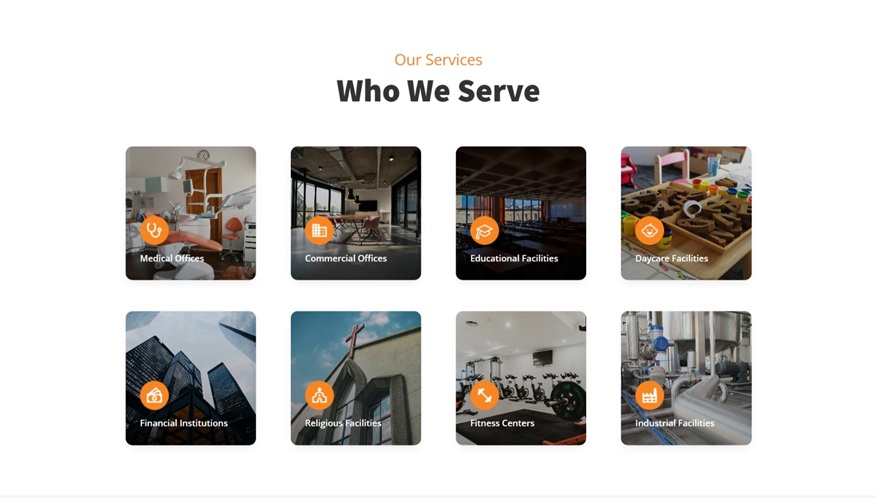 Our Services
Who We Serve
Medical Offices
Commercial Offices
Educational Facilities
Daycare Facilities
Financial Institutions
Religious Facilities
Fitness Centers
Industrial Facilities